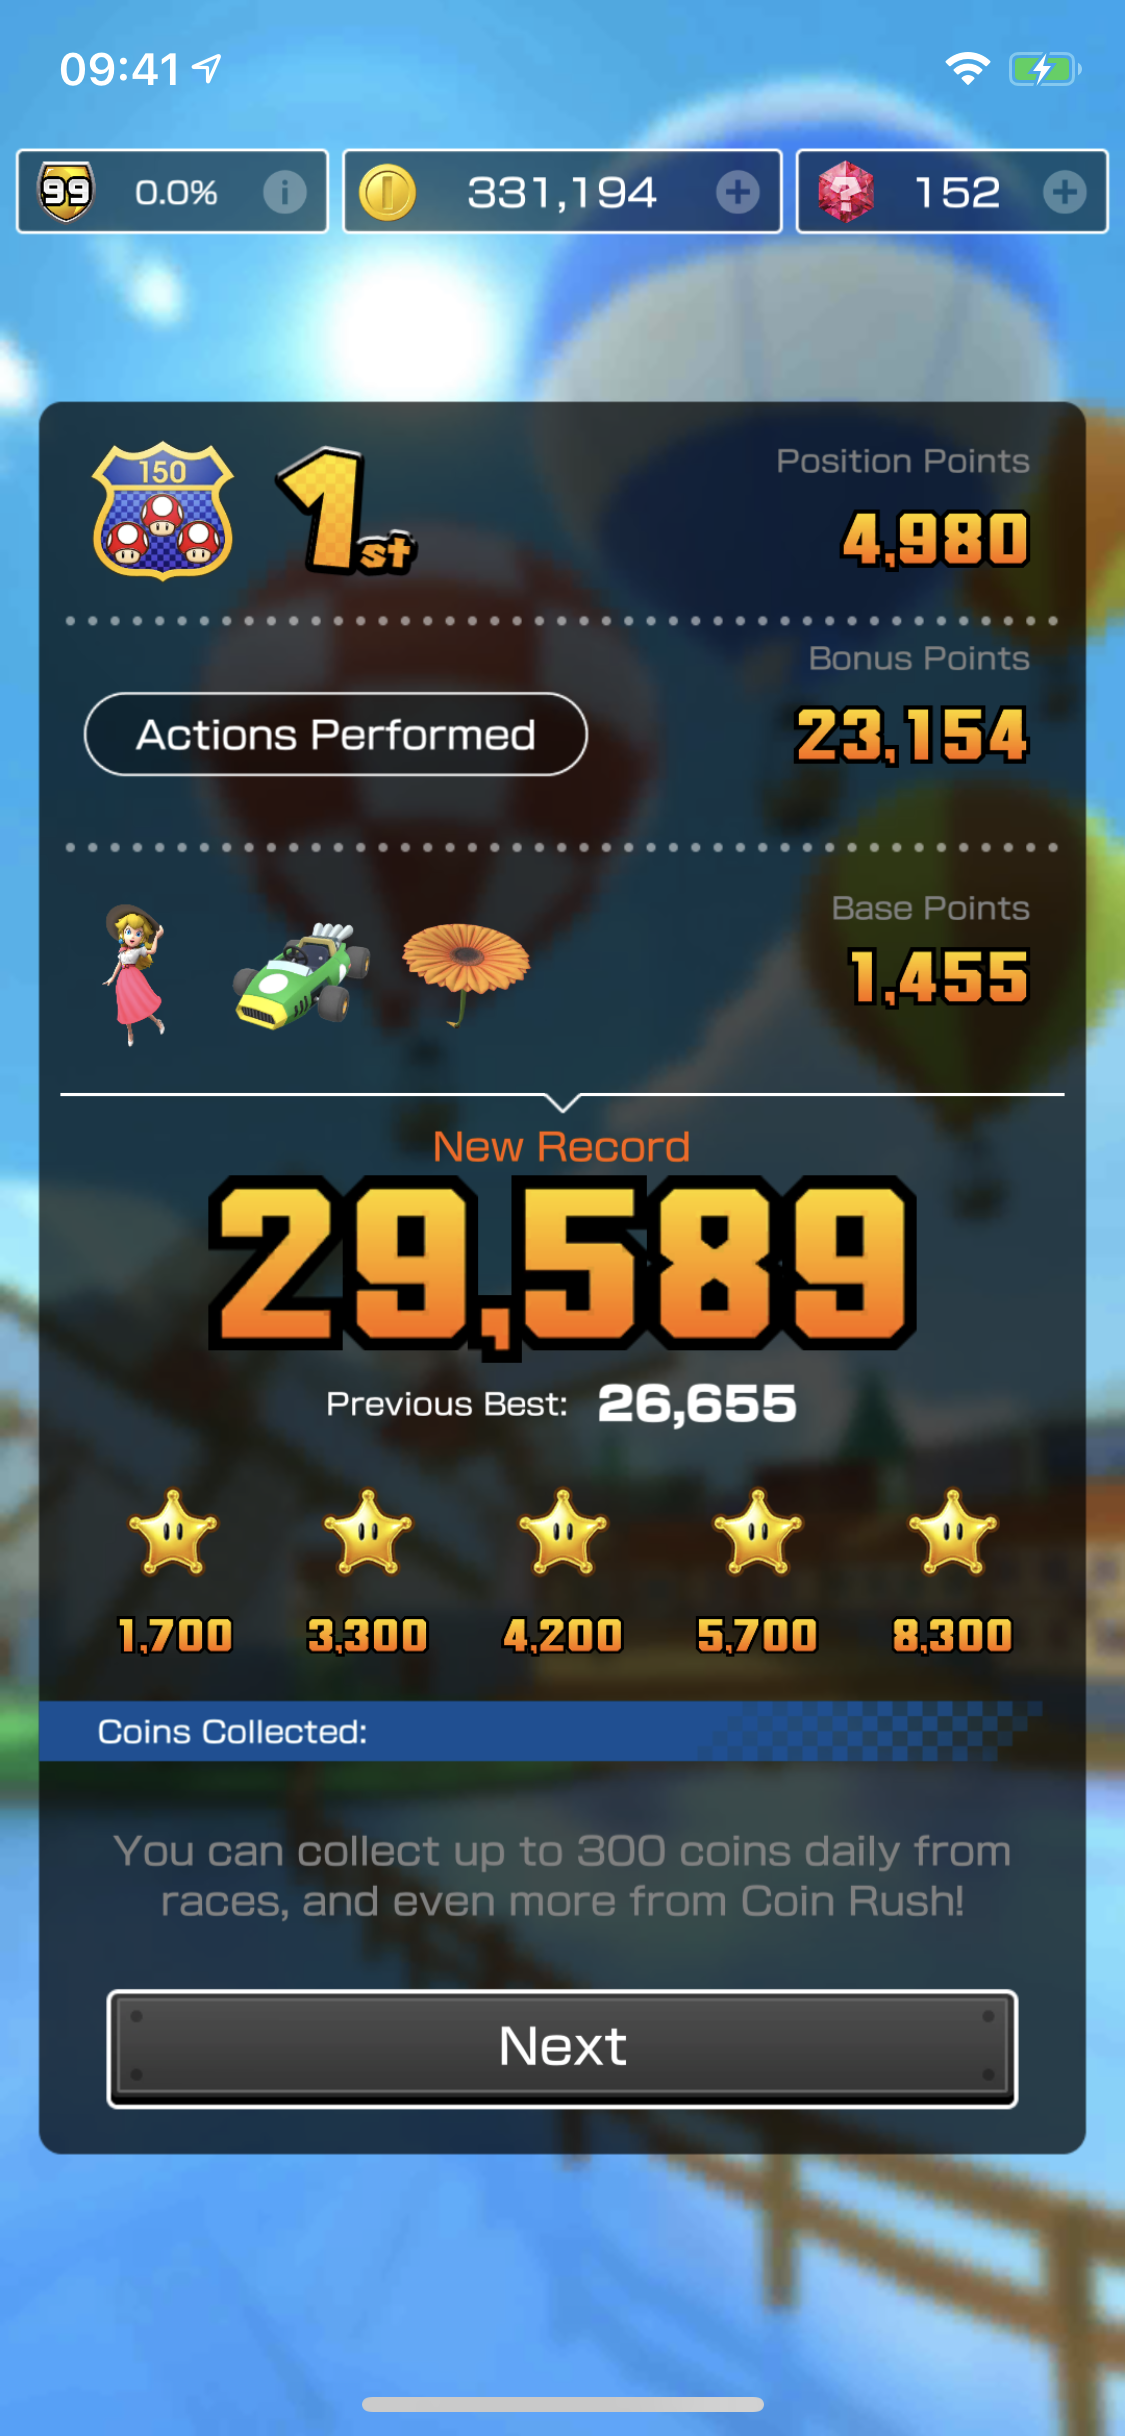 09:41
99 0.0% i 331,194 + ? 152 +
150
1st
Position Points
4,980
Bonus Points
Actions Performed
23,154
Base Points
1,455
New Record
29,589
Previous Best: 26,655
1,700 3,300 4,200 5,700 8,300
Coins Collected:
You can collect up to 300 coins daily from
races, and even more from Coin Rush!
Next